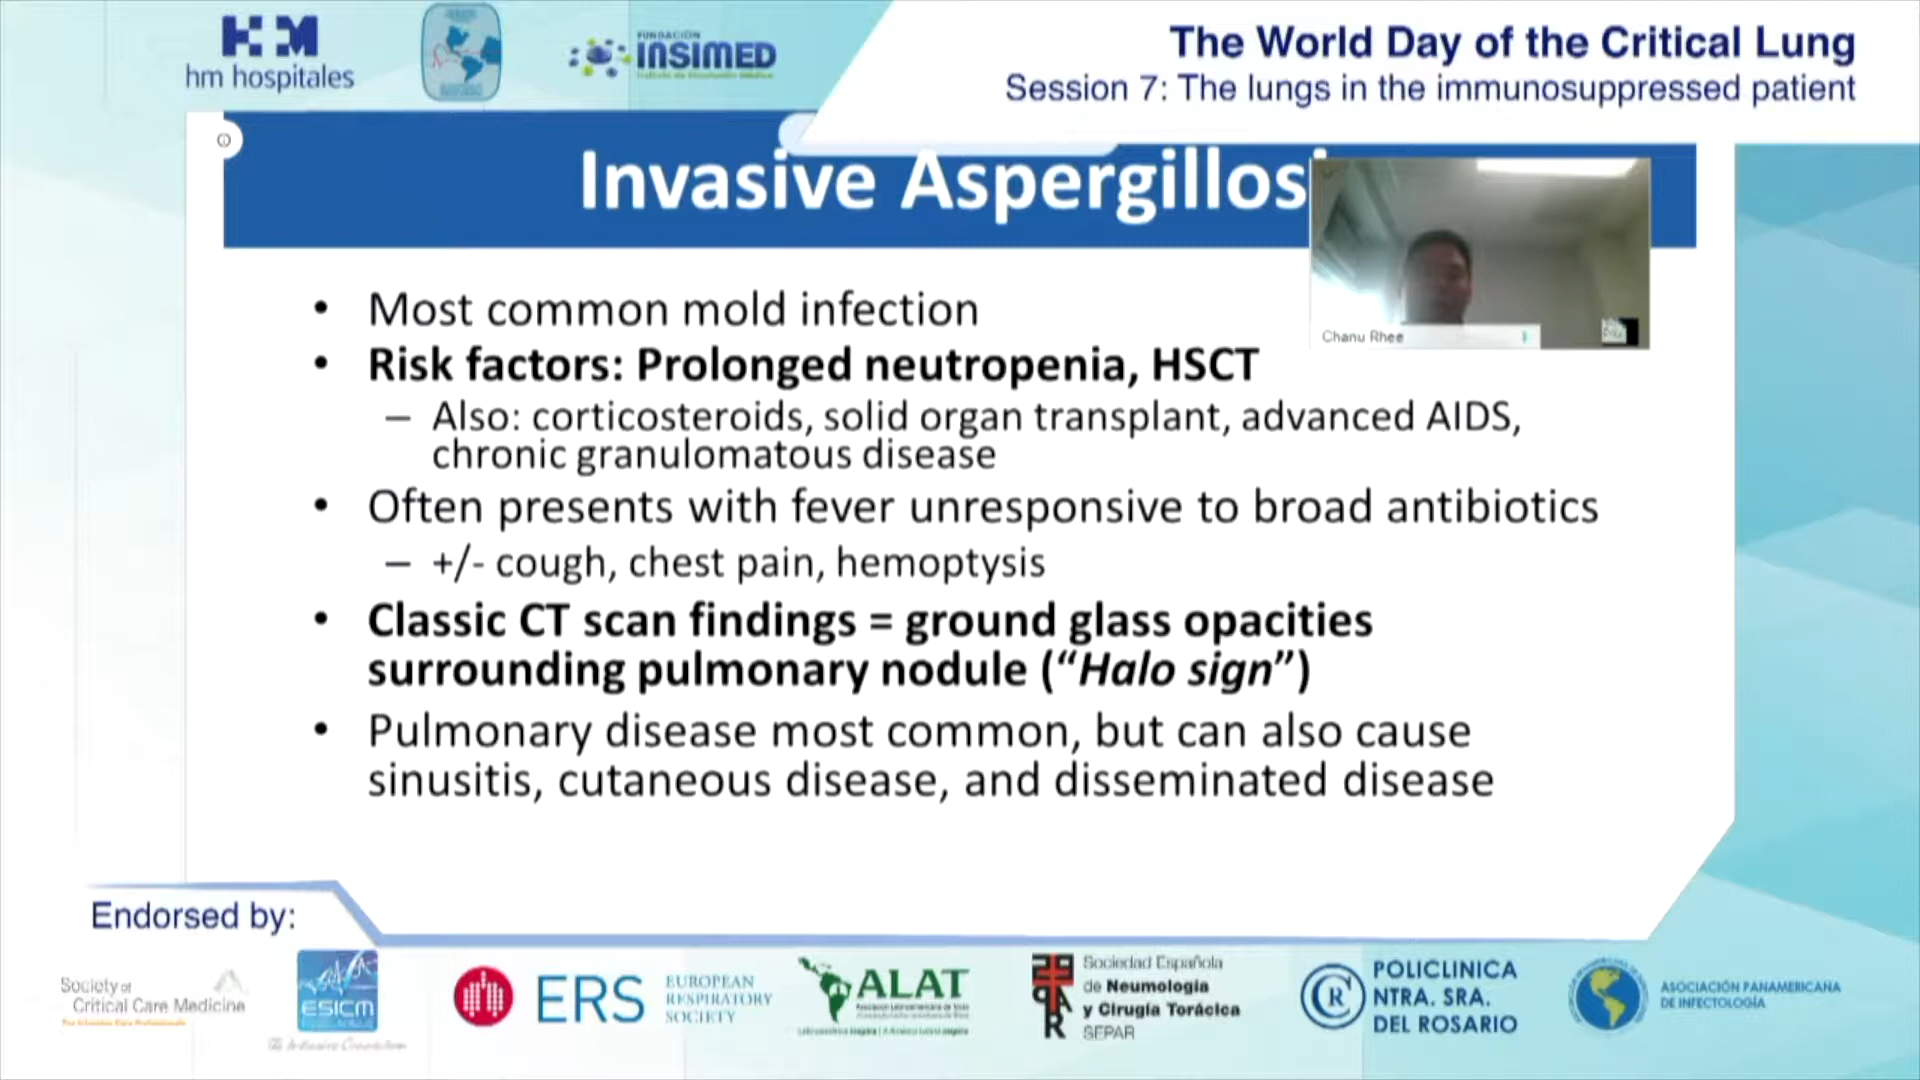 HM
hm hospitales
FUNDACIÓN
INSIMED
The World Day of the Critical Lung
Session 7: The lungs in the immunosuppressed patient
Invasive Aspergillosi
Chanu Rhee
• Most common mold infection
• Risk factors: Prolonged neutropenia, HSCT
– Also: corticosteroids, solid organ transplant, advanced AIDS,
chronic granulomatous disease
• Often presents with fever unresponsive to broad antibiotics
– +/- cough, chest pain, hemoptysis
• Classic CT scan findings = ground glass opacities
surrounding pulmonary nodule (“Halo sign”)
• Pulmonary disease most common, but can also cause
sinusitis, cutaneous disease, and disseminated disease
Endorsed by:
Society of
Critical Care Medicine
ESICM
ERS
EUROPEAN
RESPIRATORY
SOCIETY
ALAT
SEPAR
Sociedad Española
de Neumología
y Cirugía Torácica
SEPAR
CR
POLICLINICA
NTRA. SRA.
DEL ROSARIO
ASOCIACIÓN PANAMERICANA
DE INFECTOLOGÍA